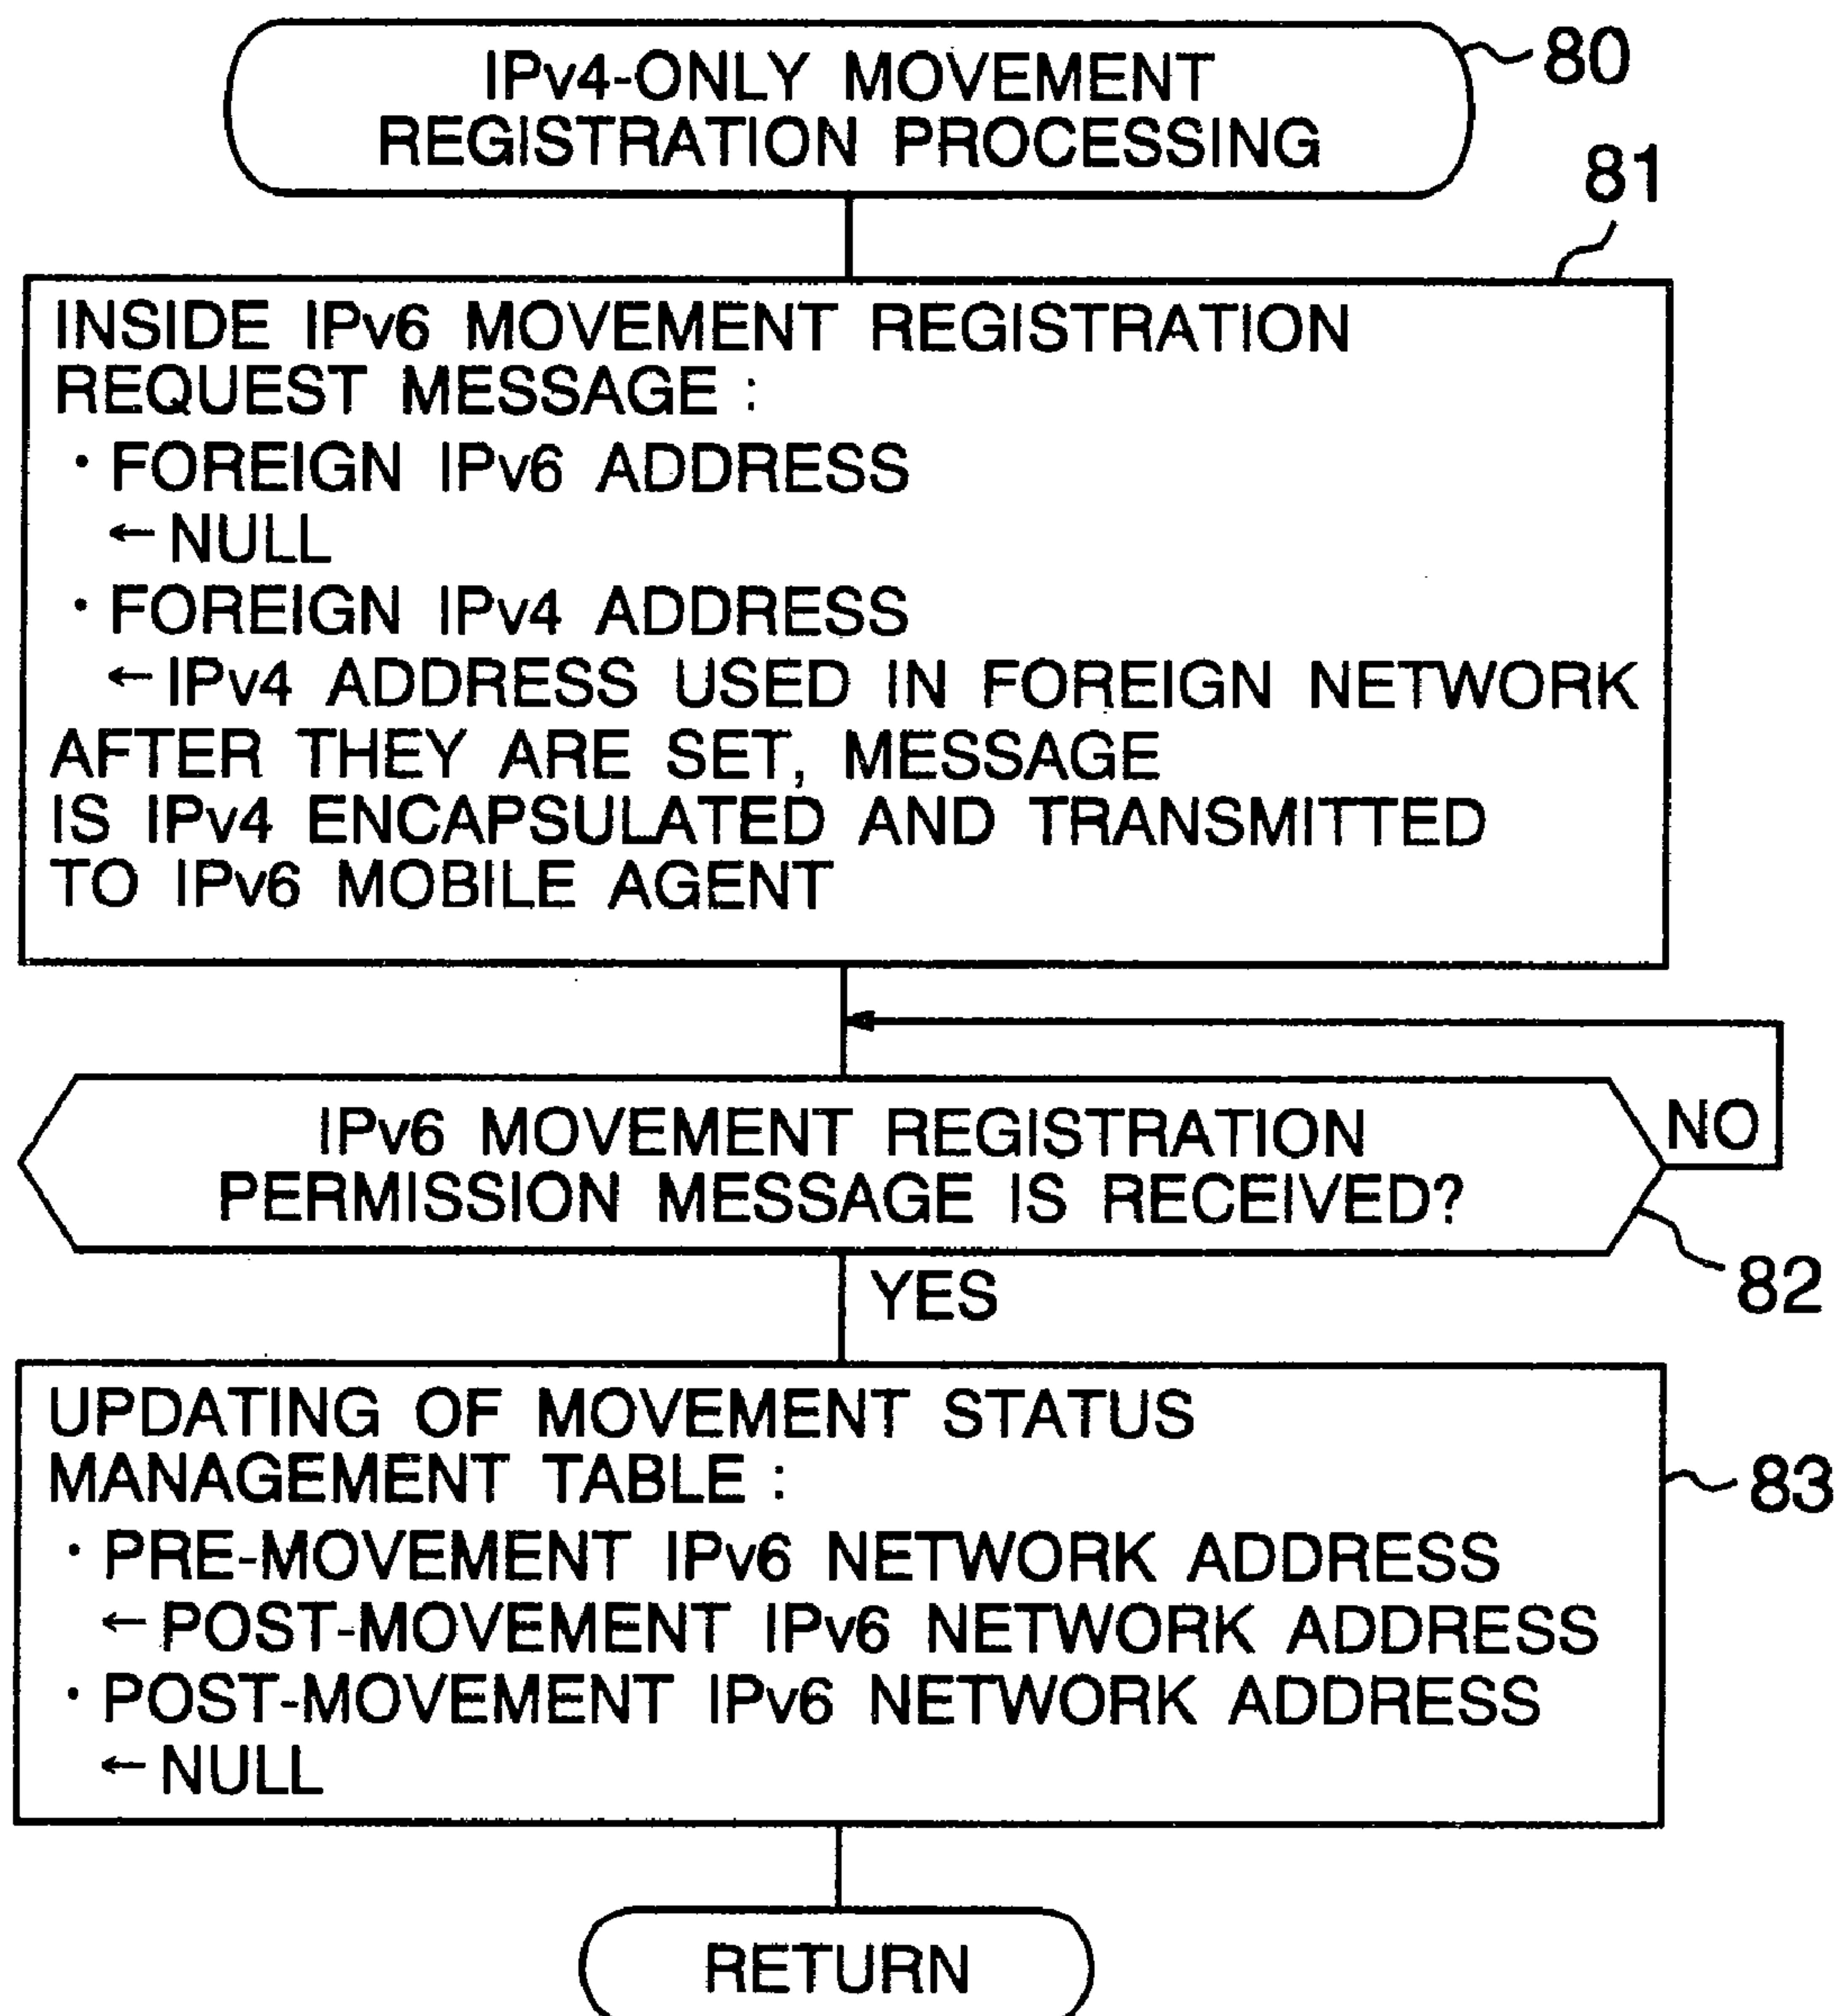 IPv4-ONLY MOVEMENT
REGISTRATION PROCESSING
80
81
INSIDE IPv6 MOVEMENT REGISTRATION
REQUEST MESSAGE :
・FOREIGN IPv6 ADDRESS
← NULL
・FOREIGN IPv4 ADDRESS
← IPv4 ADDRESS USED IN FOREIGN NETWORK
AFTER THEY ARE SET, MESSAGE
IS IPv4 ENCAPSULATED AND TRANSMITTED
TO IPv6 MOBILE AGENT
IPv6 MOVEMENT REGISTRATION
PERMISSION MESSAGE IS RECEIVED?
NO
82
YES
UPDATING OF MOVEMENT STATUS
MANAGEMENT TABLE :
・PRE-MOVEMENT IPv6 NETWORK ADDRESS
← POST-MOVEMENT IPv6 NETWORK ADDRESS
・POST-MOVEMENT IPv6 NETWORK ADDRESS
← NULL
83
RETURN